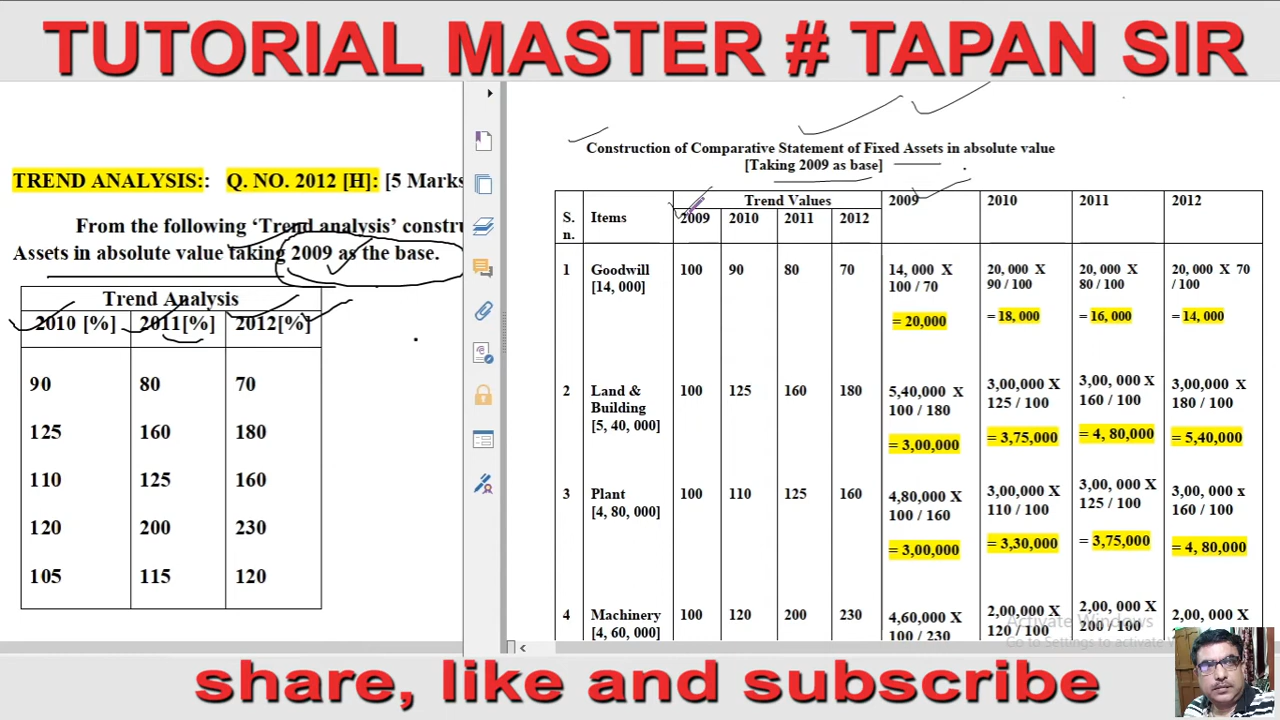 TUTORIAL MASTER # TAPAN SIR
TREND ANALYSIS:: Q. NO. 2012 [H]: [5 Marks
From the following ‘Trend analysis’ constru
Assets in absolute value taking 2009 as the base.
Trend Analysis
2010 [%] 2011[%] 2012[%]
90 80 70
125 160 180
110 125 160
120 200 230
105 115 120
Construction of Comparative Statement of Fixed Assets in absolute value
[Taking 2009 as base]
S. n. Items Trend Values 2009 2010 2011 2012
2009 2010 2011 2012
1 Goodwill 100 90 80 70 14, 000 X 20, 000 X 20, 000 X 20, 000 X 70
[14, 000] 100 / 70 90 / 100 80 / 100 / 100
= 20,000 = 18, 000 = 16, 000 = 14, 000
2 Land & 100 125 160 180 5,40,000 X 3,00,000 X 3,00, 000 X 3,00,000 X
Building 100 / 180 125 / 100 160 / 100 180 / 100
[5, 40, 000] = 3,00,000 = 3,75,000 = 4, 80,000 = 5,40,000
3 Plant 100 110 125 160 4,80,000 X 3,00,000 X 3,00, 000 X 3,00, 000 x
[4, 80, 000] 100 / 160 110 / 100 125 / 100 160 / 100
= 3,00,000 = 3,30,000 = 3,75,000 = 4, 80,000
4 Machinery 100 120 200 230 4,60,000 X 2,00,000 X 2,00, 000 X 2,00, 000 X
[4, 60, 000] 100 / 230 120 / 100 200 / 100
Activate Windows
Go to Settings to activate W
share, like and subscribe